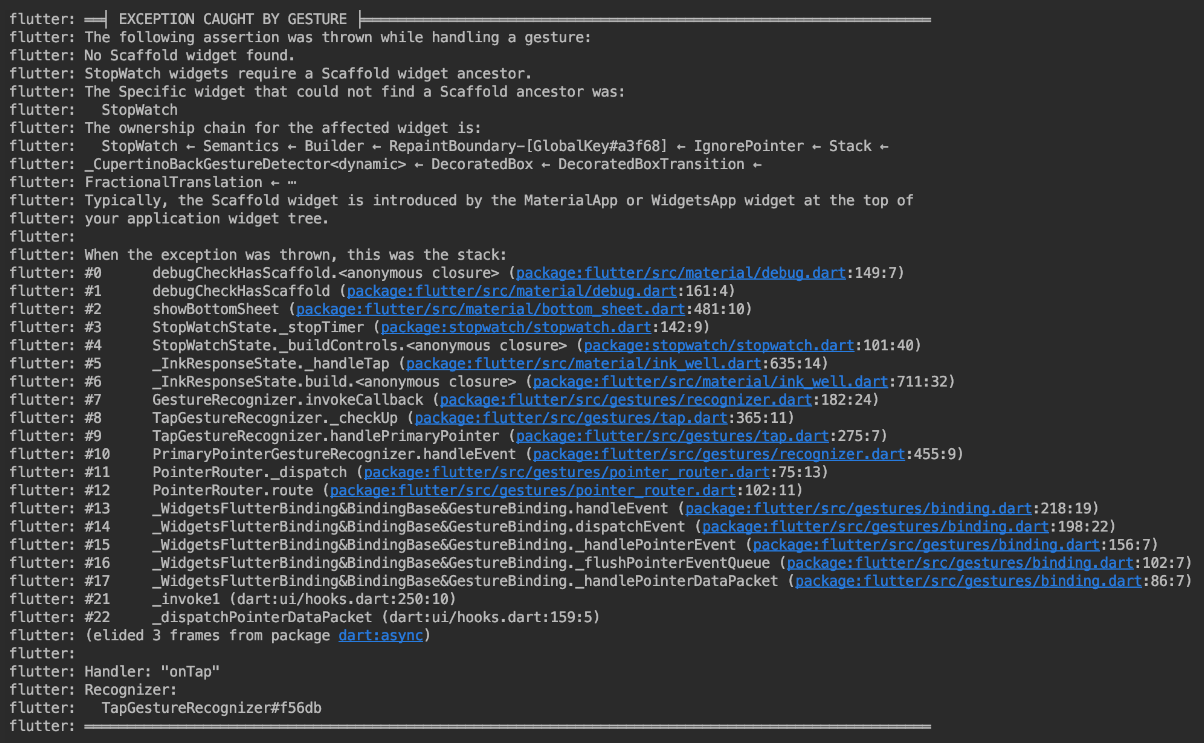 flutter: ══╡ EXCEPTION CAUGHT BY GESTURE ╞═══════════════════════════════════════════════════════════════════
flutter: The following assertion was thrown while handling a gesture:
flutter: No Scaffold widget found.
flutter: StopWatch widgets require a Scaffold widget ancestor.
flutter: The Specific widget that could not find a Scaffold ancestor was:
flutter:   StopWatch
flutter: The ownership chain for the affected widget is:
flutter:   StopWatch ← Semantics ← Builder ← RepaintBoundary-[GlobalKey#a3f68] ← IgnorePointer ← Stack ←
flutter: _CupertinoBackGestureDetector<dynamic> ← DecoratedBox ← DecoratedBoxTransition ←
flutter: FractionalTranslation ← ⋯
flutter: Typically, the Scaffold widget is introduced by the MaterialApp or WidgetsApp widget at the top of
flutter: your application widget tree.
flutter:
flutter: When the exception was thrown, this was the stack:
flutter: #0      debugCheckHasScaffold.<anonymous closure> (package:flutter/src/material/debug.dart:149:7)
flutter: #1      debugCheckHasScaffold (package:flutter/src/material/debug.dart:161:4)
flutter: #2      showBottomSheet (package:flutter/src/material/bottom_sheet.dart:481:10)
flutter: #3      StopWatchState._stopTimer (package:stopwatch/stopwatch.dart:142:9)
flutter: #4      StopWatchState._buildControls.<anonymous closure> (package:stopwatch/stopwatch.dart:101:40)
flutter: #5      _InkResponseState._handleTap (package:flutter/src/material/ink_well.dart:635:14)
flutter: #6      _InkResponseState.build.<anonymous closure> (package:flutter/src/material/ink_well.dart:711:32)
flutter: #7      GestureRecognizer.invokeCallback (package:flutter/src/gestures/recognizer.dart:182:24)
flutter: #8      TapGestureRecognizer._checkUp (package:flutter/src/gestures/tap.dart:365:11)
flutter: #9      TapGestureRecognizer.handlePrimaryPointer (package:flutter/src/gestures/tap.dart:275:7)
flutter: #10     PrimaryPointerGestureRecognizer.handleEvent (package:flutter/src/gestures/recognizer.dart:455:9)
flutter: #11     PointerRouter._dispatch (package:flutter/src/gestures/pointer_router.dart:75:13)
flutter: #12     PointerRouter.route (package:flutter/src/gestures/pointer_router.dart:102:11)
flutter: #13     _WidgetsFlutterBinding&BindingBase&GestureBinding.handleEvent (package:flutter/src/gestures/binding.dart:218:19)
flutter: #14     _WidgetsFlutterBinding&BindingBase&GestureBinding.dispatchEvent (package:flutter/src/gestures/binding.dart:198:22)
flutter: #15     _WidgetsFlutterBinding&BindingBase&GestureBinding._handlePointerEvent (package:flutter/src/gestures/binding.dart:156:7)
flutter: #16     _WidgetsFlutterBinding&BindingBase&GestureBinding._flushPointerEventQueue (package:flutter/src/gestures/binding.dart:102:7)
flutter: #17     _WidgetsFlutterBinding&BindingBase&GestureBinding._handlePointerDataPacket (package:flutter/src/gestures/binding.dart:86:7)
flutter: #21     _invoke1 (dart:ui/hooks.dart:250:10)
flutter: #22     _dispatchPointerDataPacket (dart:ui/hooks.dart:159:5)
flutter: (elided 3 frames from package dart:async)
flutter:
flutter: Handler: "onTap"
flutter: Recognizer:
flutter:   TapGestureRecognizer#f56db
flutter: ════════════════════════════════════════════════════════════════════════════════════════════════════